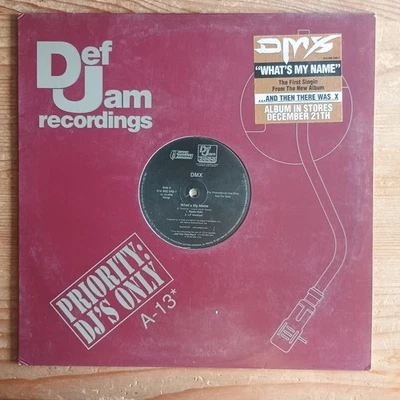 Def
Jam
recordings
DMX
"WHAT'S MY NAME"
The First Single
From The New Album
...AND THEN THERE WAS X
ALBUM IN STORES
DECEMBER 21TH
DMX
What's My Name
PRIORITY:
DJ'S ONLY
A-13*